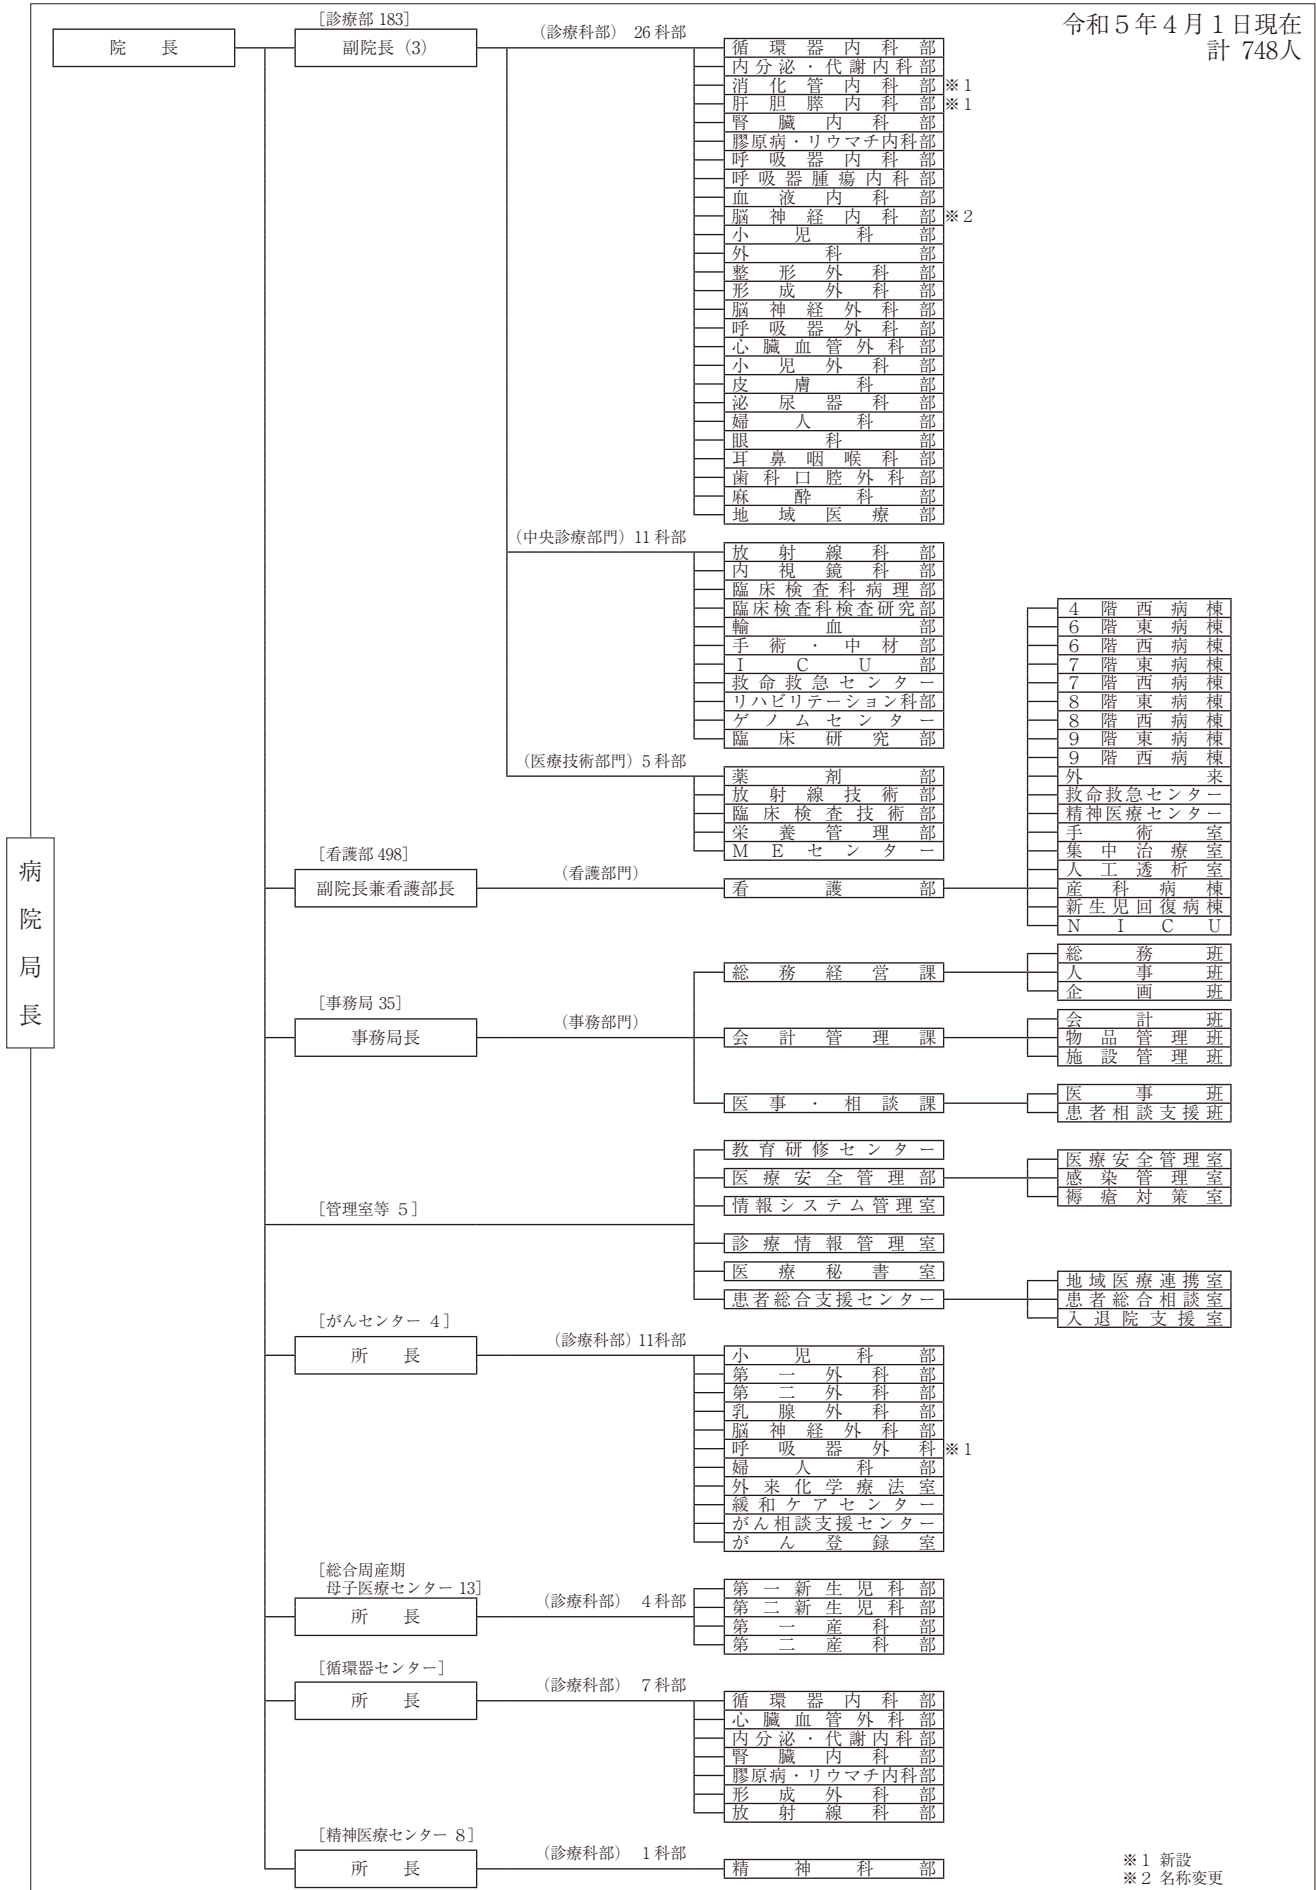 令和5年4月1日現在
計 748人
病院局長
院長
[診療部 183]
副院長 (3)
(診療科部) 26科部
循環器内科部
内分泌・代謝内科部
消化管内科部※1
肝胆膵内科部※1
腎臓内科部
膠原病・リウマチ内科部
呼吸器内科部
呼吸器腫瘍内科部
血液内科部
脳神経内科部※2
小児科部
外科部
整形外科部
形成外科部
脳神経外科部
呼吸器外科部
心臓血管外科部
小児外科部
皮膚科部
泌尿器科部
婦人科部
眼科部
耳鼻咽喉科部
歯科口腔外科部
麻酔科部
地域医療部
(中央診療部門) 11科部
放射線科部
内視鏡科部
臨床検査科病理部
臨床検査科検査研究部
輸血部
手術・中材部
ICU部
救命救急センター
リハビリテーション科部
ゲノムセンター
臨床研究部
(医療技術部門) 5科部
薬剤部
放射線技術部
臨床検査技術部
栄養管理部
MEセンター
[看護部 498]
副院長兼看護部長
(看護部門)
看護部
4階西病棟
6階東病棟
6階西病棟
7階東病棟
7階西病棟
8階東病棟
8階西病棟
9階東病棟
9階西病棟
外来
救命救急センター
精神医療センター
手術室
集中治療室
人工透析室
産科病棟
新生児回復病棟
NICU
[事務局 35]
事務局長
(事務部門)
総務経営課
総務班
人事班
企画班
会計管理課
会計班
物品管理班
施設管理班
医事・相談課
医事班
患者相談支援班
[管理室等 5]
教育研修センター
医療安全管理部
医療安全管理室
感染管理室
褥瘡対策室
情報システム管理室
診療情報管理室
医療秘書室
患者総合支援センター
地域医療連携室
患者総合相談室
入退院支援室
[がんセンター 4]
所長
(診療科部) 11科部
小児科部
第一外科部
第二外科部
乳腺外科部
脳神経外科部
呼吸器外科※1
婦人科部
外来化学療法室
緩和ケアセンター
がん相談支援センター
がん登録室
[総合周産期
母子医療センター 13]
所長
(診療科部) 4科部
第一新生児科部
第二新生児科部
第一産科部
第二産科部
[循環器センター]
所長
(診療科部) 7科部
循環器内科部
心臓血管外科部
内分泌・代謝内科部
腎臓内科部
膠原病・リウマチ内科部
形成外科部
放射線科部
[精神医療センター 8]
所長
(診療科部) 1科部
精神科部
※1 新設
※2 名称変更